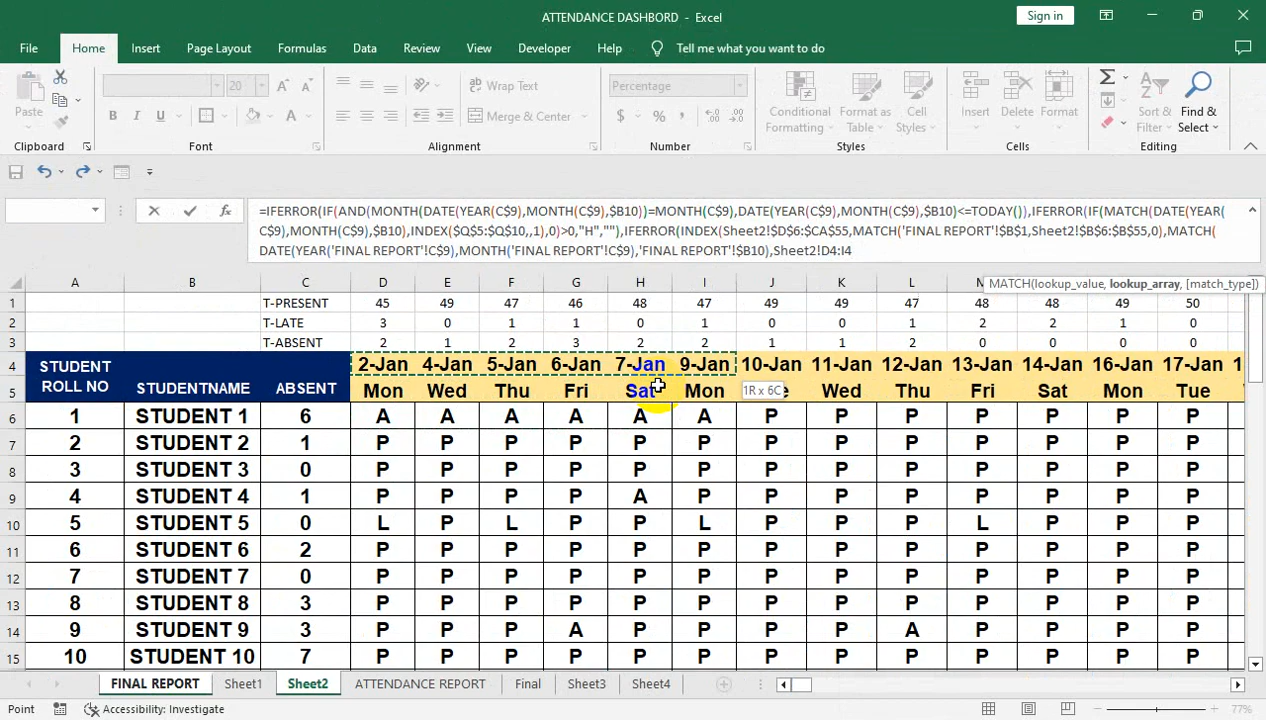 ATTENDANCE DASHBORD - Excel
Sign in
File Home Insert Page Layout Formulas Data Review View Developer Help Tell me what you want to do
Paste
20
Wrap Text
Merge & Center
Percentage
Conditional Formatting
Format as Table
Cell Styles
Insert Delete Format
Sort & Filter
Find & Select
Clipboard Font Alignment Number Styles Cells Editing
=IFERROR(IF(AND(MONTH(DATE(YEAR(C$9),MONTH(C$9),$B10))=MONTH(C$9),DATE(YEAR(C$9),MONTH(C$9),$B10)<=TODAY()),IFERROR(IF(MATCH(DATE(YEAR(
C$9),MONTH(C$9),$B10),INDEX($Q$5:$Q$10,,1),0)>0,"H",""),IFERROR(INDEX(Sheet2!$D$6:$CA$55,MATCH('FINAL REPORT'!$B$1,Sheet2!$B$6:$B$55,0),MATCH(
DATE(YEAR('FINAL REPORT'!C$9),MONTH('FINAL REPORT'!C$9),'FINAL REPORT'!$B10),Sheet2!D4:I4
MATCH(lookup_value, lookup_array, [match_type])
A B C D E F G H I J K L
1 T-PRESENT 45 49 47 46 48 47 49 49 47 48 48 49 50
2 T-LATE 3 0 1 1 0 1 0 0 1 2 2 1 0
3 T-ABSENT 2 1 2 3 2 2 1 1 2 0 0 0 0
4 STUDENT ROLL NO STUDENTNAME ABSENT 2-Jan 4-Jan 5-Jan 6-Jan 7-Jan 9-Jan 10-Jan 11-Jan 12-Jan 13-Jan 14-Jan 16-Jan 17-Jan 1
5 Mon Wed Thu Fri Sat Mon 1R x 6C e Wed Thu Fri Sat Mon Tue
6 1 STUDENT 1 6 A A A A A A P P P P P P P
7 2 STUDENT 2 1 P P P P P P P P P P P P P
8 3 STUDENT 3 0 P P P P P P P P P P P P P
9 4 STUDENT 4 1 P P P P A P P P P P P P P
10 5 STUDENT 5 0 L P L P P L P P P L P P P
11 6 STUDENT 6 2 P P P P P P P P P P P P P
12 7 STUDENT 7 0 P P P P P P P P P P P P P
13 8 STUDENT 8 3 P P P P P P P P P P P P P
14 9 STUDENT 9 3 P P P A P P P P A P P P P
15 10 STUDENT 10 7 P P P P P P P P P P P P P
FINAL REPORT Sheet1 Sheet2 ATTENDANCE REPORT Final Sheet3 Sheet4
Point Accessibility: Investigate 77%